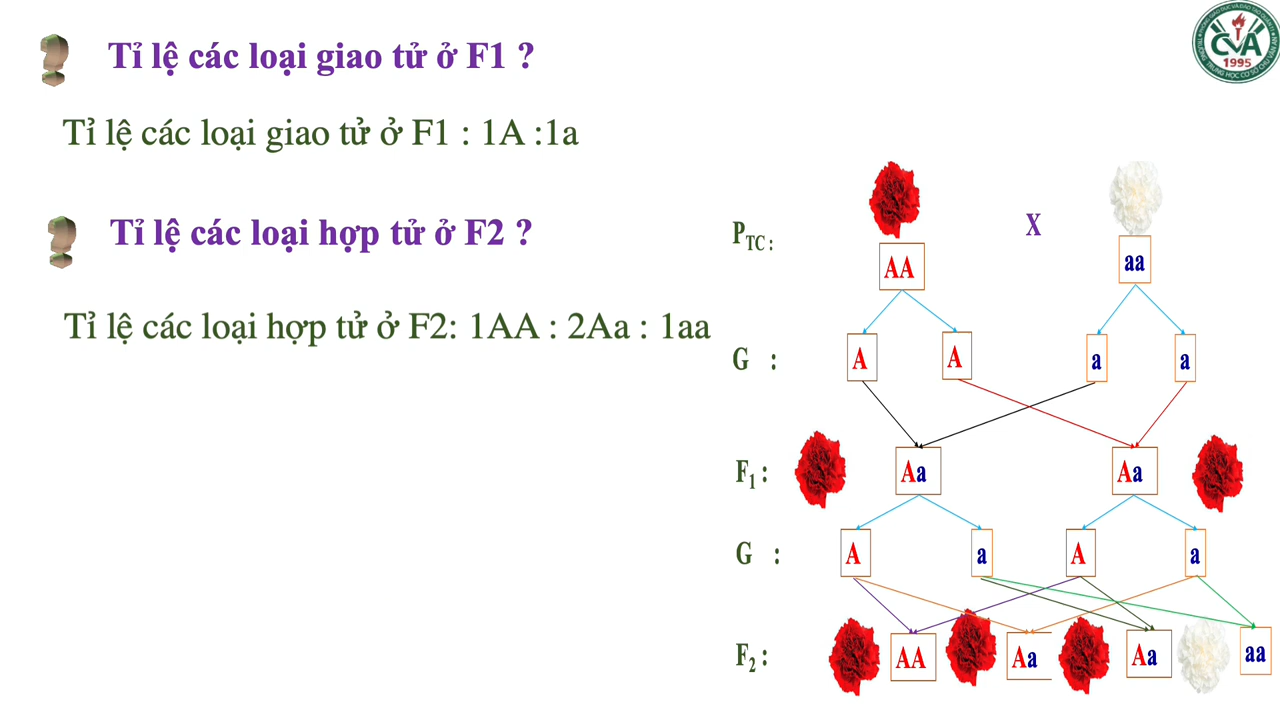 Tỉ lệ các loại giao tử ở F1 ?
Tỉ lệ các loại giao tử ở F1 : 1A :1a
Tỉ lệ các loại hợp tử ở F2 ?
Tỉ lệ các loại hợp tử ở F2: 1AA : 2Aa : 1aa
CVA
1995
PTC : X
AA aa
G : A A a a
F1 : Aa Aa
G : A a A a
F2 : AA Aa Aa aa